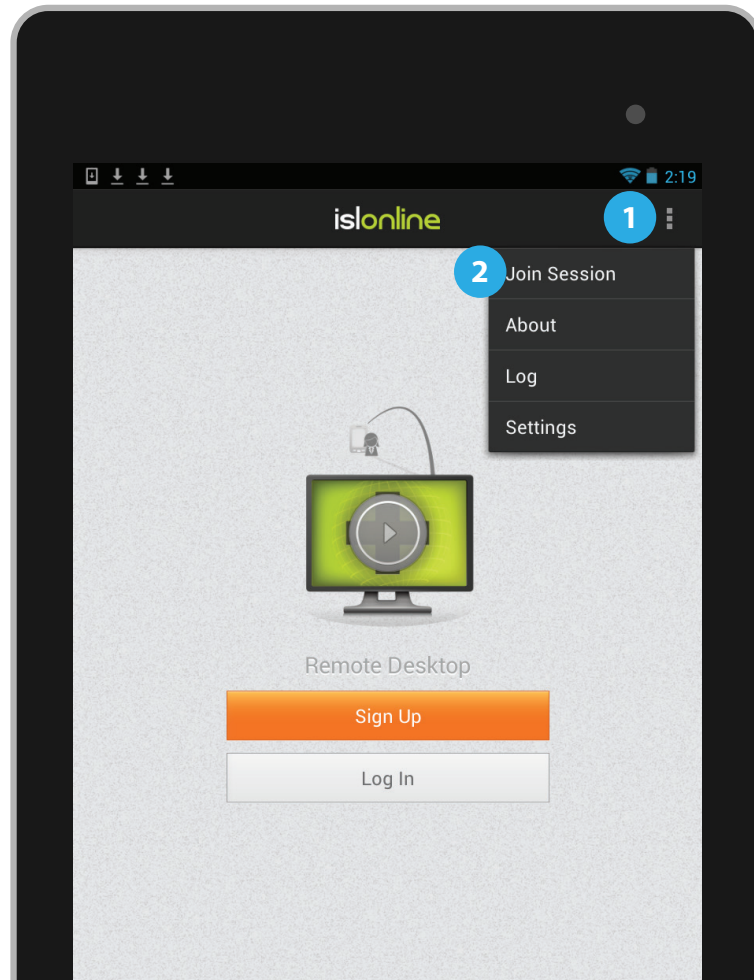 2:19
islonline
1
2
Join Session
About
Log
Settings
Remote Desktop
Sign Up
Log In